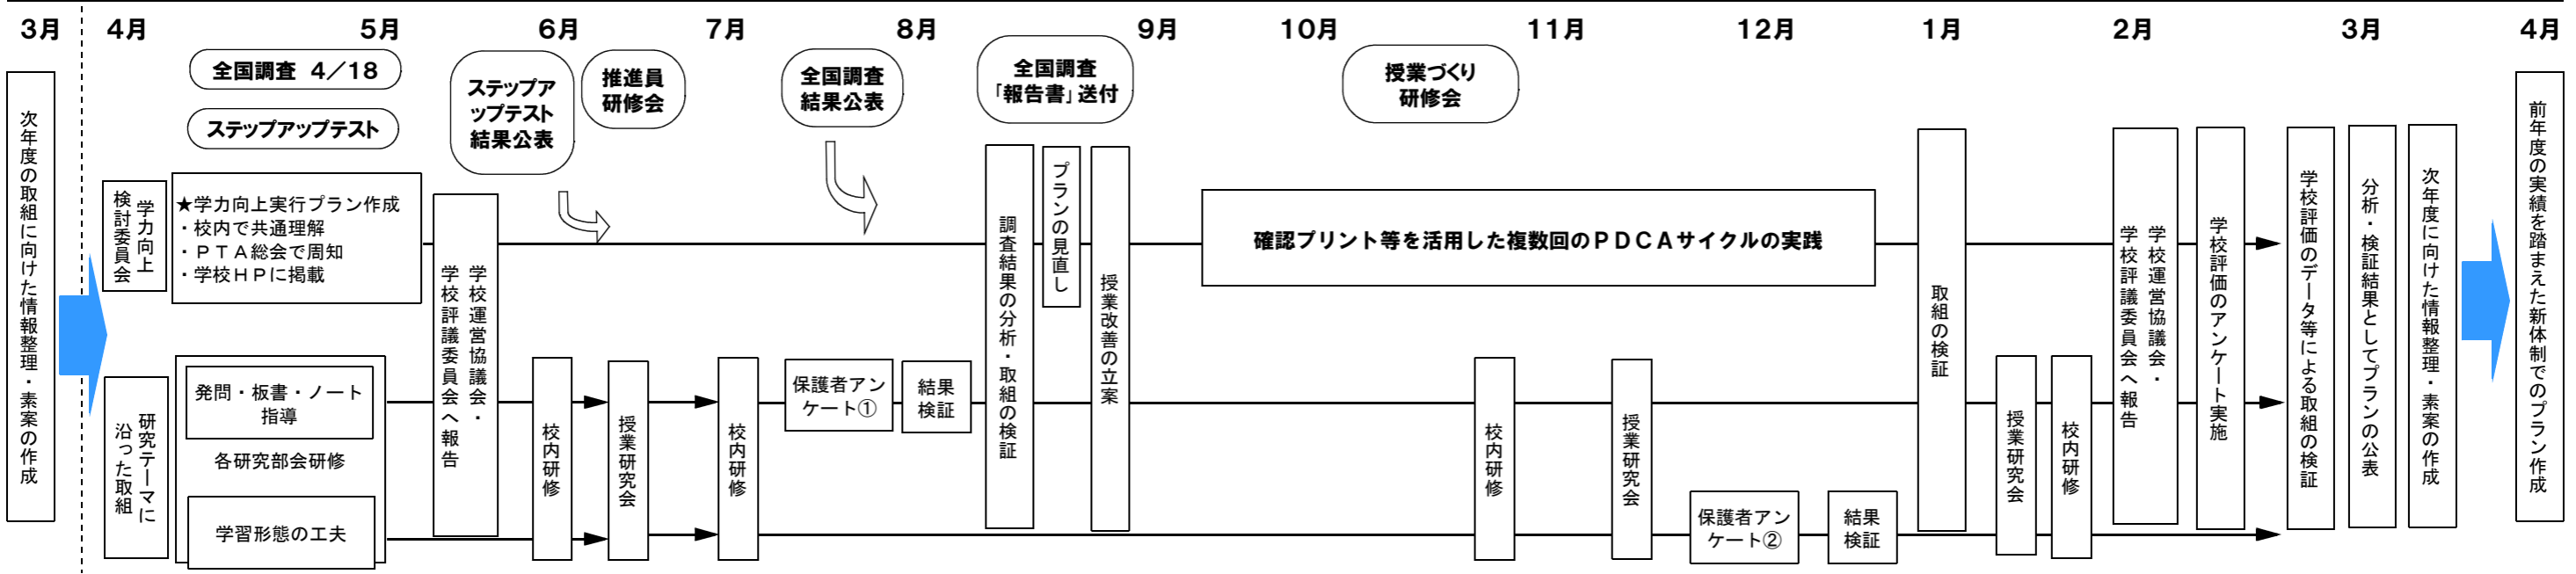 3月
4月
5月
6月
7月
8月
9月
10月
11月
12月
1月
2月
3月
4月
全国調査 4／18
ステップアップテスト
ステップア
ップテスト
結果公表
推進員
研修会
全国調査
結果公表
全国調査
「報告書」送付
授業づくり
研修会
次年度の取組に向けた情報整理・素案の作成
学力向上
検討委員会
★学力向上実行プラン作成
・校内で共通理解
・ＰＴＡ総会で周知
・学校ＨＰに掲載
研究テーマに
沿った取組
発問・板書・ノート
指導
各研究部会研修
学習形態の工夫
学校運営協議会・
学校評議委員会へ報告
校内研修
授業研究会
校内研修
保護者アン
ケート①
結果
検証
調査結果の分析・取組の検証
プランの見直し
授業改善の立案
確認プリント等を活用した複数回のＰＤＣＡサイクルの実践
校内研修
授業研究会
保護者アン
ケート②
結果
検証
取組の検証
授業研究会
校内研修
学校運営協議会・
学校評議委員会へ報告
学校評価のアンケート実施
学校評価のデータ等による取組の検証
分析・検証結果としてプランの公表
次年度に向けた情報整理・素案の作成
前年度の実績を踏まえた新体制でのプラン作成